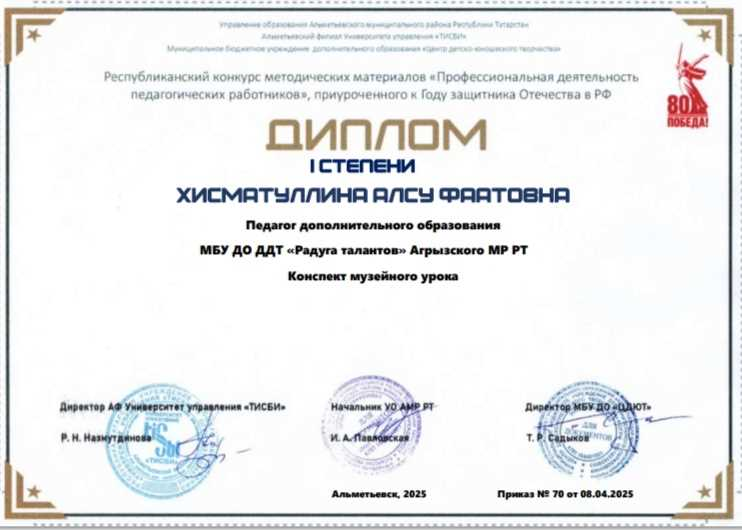 Управление образования Альметьевского муниципального района Республики Татарстан
Альметьевский филиал Университета управления «ТИСБИ»
Муниципальное бюджетное учреждение дополнительного образования «Центр детско-юношеского творчества»
Республиканский конкурс методических материалов «Профессиональная деятельность
педагогических работников», приуроченного к Году защитника Отечества в РФ
80
ПОБЕДА!
ДИПЛОМ
I СТЕПЕНИ
ХИСМАТУЛЛИНА АЛСУ ФААТОВНА
Педагог дополнительного образования
МБУ ДО ДДТ «Радуга талантов» Агрызского МР РТ
Конспект музейного урока
Директор АФ Университет управления «ТИСБИ»
Начальник УО АМР РТ
Директор МБУ ДО «ЦДЮТ»
Р. Н. Назмутдинова
И. А. Павловская
Т. Р. Садыков
«ТИСБИ»
ДЛЯ
ДОКУМЕНТОВ
Альметьевск, 2025
Приказ № 70 от 08.04.2025